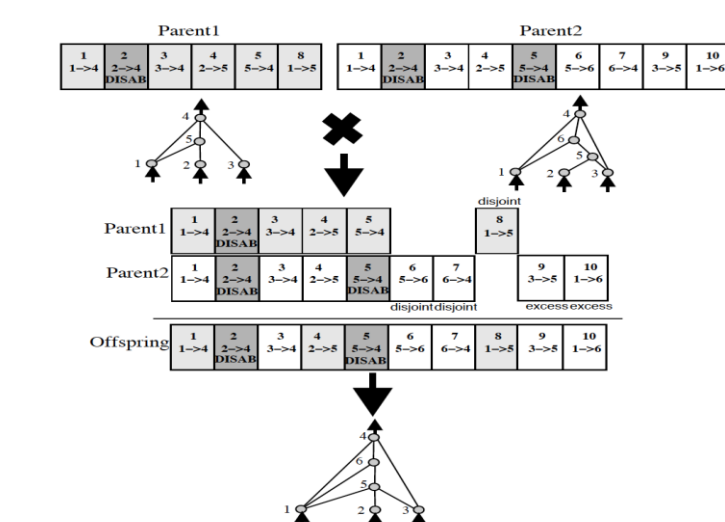 Parent1 Parent2
1 2 3 4 5 8 1 2 3 4 5 6 7 9 10
1–>4 2–>4 3–>4 2–>5 5–>4 1–>5 1–>4 2–>4 3–>4 2–>5 5–>4 5–>6 6–>4 3–>5 1–>6
DISAB DISAB DISAB
4 4
5 6
5
1 2 3 1 2 3
disjoint
Parent1 1 2 3 4 5 8
1–>4 2–>4 3–>4 2–>5 5–>4 1–>5
DISAB
Parent2 1 2 3 4 5 6 7 9 10
1–>4 2–>4 3–>4 2–>5 5–>4 5–>6 6–>4 3–>5 1–>6
DISAB DISAB
disjoint disjoint excess excess
Offspring 1 2 3 4 5 6 7 8 9 10
1–>4 2–>4 3–>4 2–>5 5–>4 5–>6 6–>4 1–>5 3–>5 1–>6
DISAB DISAB
4
6
5
1 2 3